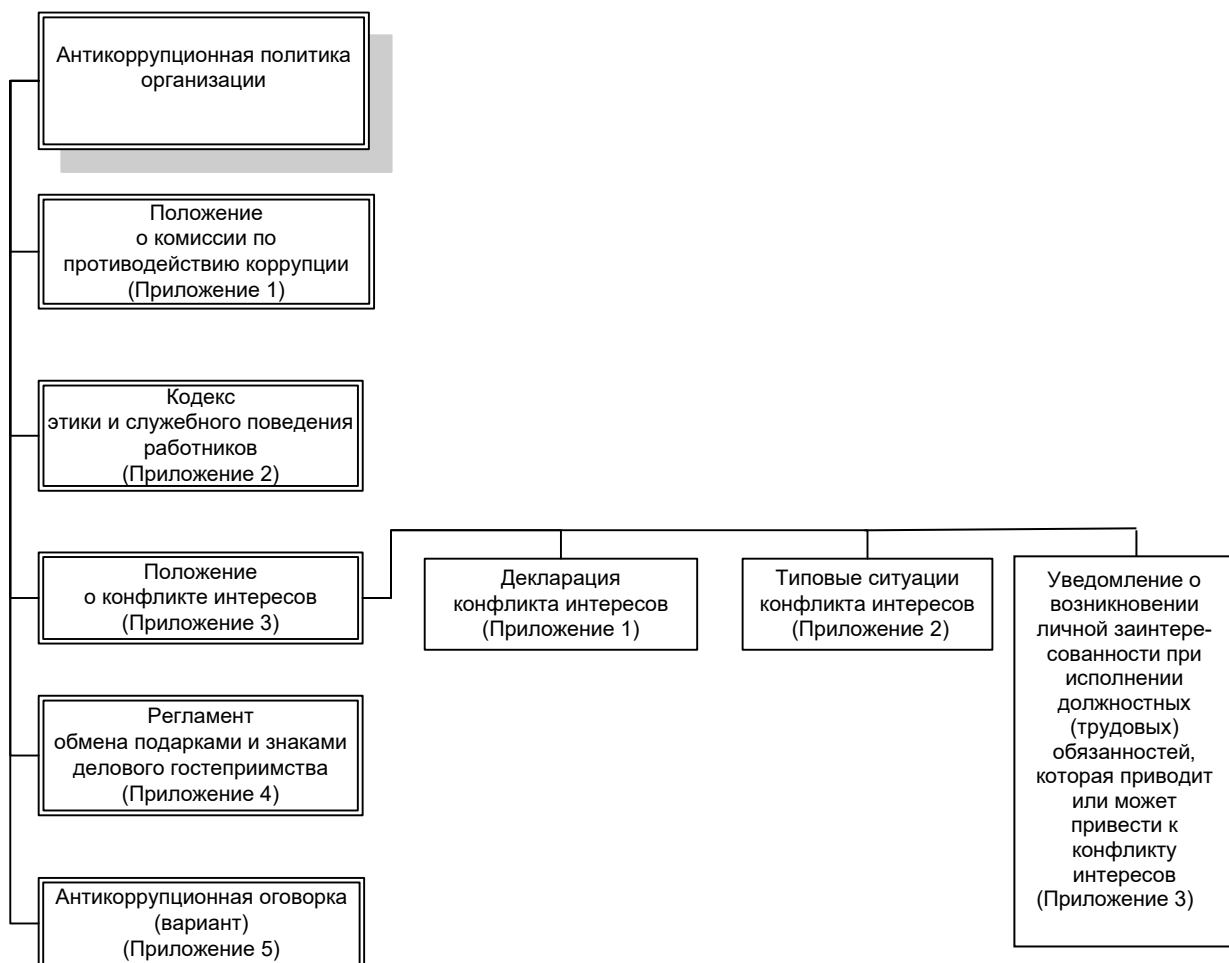 Антикоррупционная политика
организации
Положение
о комиссии по
противодействию коррупции
(Приложение 1)
Кодекс
этики и служебного поведения
работников
(Приложение 2)
Положение
о конфликте интересов
(Приложение 3)
Декларация
конфликта интересов
(Приложение 1)
Типовые ситуации
конфликта интересов
(Приложение 2)
Уведомление о
возникновении
личной заинтере-
сованности при
исполнении
должностных
(трудовых)
обязанностей,
которая приводит
или может
привести к
конфликту
интересов
(Приложение 3)
Регламент
обмена подарками и знаками
делового гостеприимства
(Приложение 4)
Антикоррупционная оговорка
(вариант)
(Приложение 5)